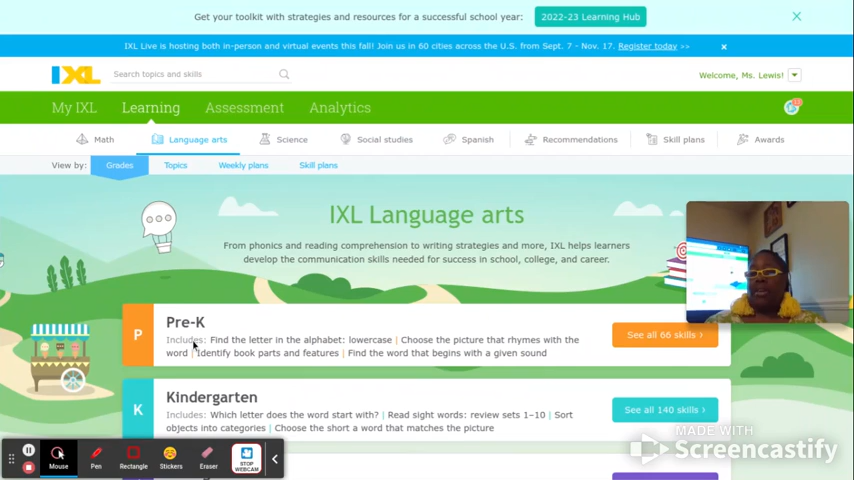 Get your toolkit with strategies and resources for a successful school year: 2022-23 Learning Hub
IXL Live is hosting both in-person and virtual events this fall! Join us in 60 cities across the U.S. from Sept. 7 - Nov. 17. Register today >>
IXL Search topics and skills Welcome, Ms. Lewis!
My IXL Learning Assessment Analytics
Math Language arts Science Social studies Spanish Recommendations Skill plans Awards
View by: Grades Topics Weekly plans Skill plans
IXL Language arts
From phonics and reading comprehension to writing strategies and more, IXL helps learners
develop the communication skills needed for success in school, college, and career.
P Pre-K
Includes: Find the letter in the alphabet: lowercase | Choose the picture that rhymes with the
word | Identify book parts and features | Find the word that begins with a given sound
See all 66 skills >
K Kindergarten
Includes: Which letter does the word start with? | Read sight words: review sets 1-10 | Sort
objects into categories | Choose the short a word that matches the picture
See all 140 skills >
MADE WITH
Screencastify
Mouse Pen Rectangle Stickers Eraser STOP
WEBCAM